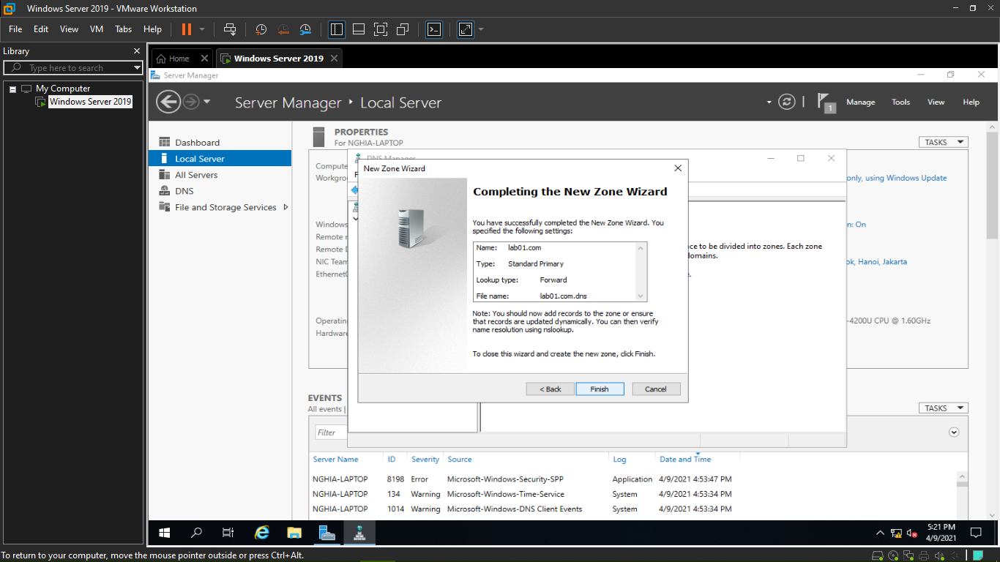 Windows Server 2019 - VMware Workstation
File Edit View VM Tabs Help
Library
Type here to search
My Computer
Windows Server 2019
Home
Windows Server 2019
Server Manager
Server Manager • Local Server
1
Manage Tools View Help
Dashboard
Local Server
All Servers
DNS
File and Storage Services
PROPERTIES
For NGHIA-LAPTOP
TASKS
DNS Manager
New Zone Wizard
Completing the New Zone Wizard
You have successfully completed the New Zone Wizard. You
specified the following settings:
Name: lab01.com
Type: Standard Primary
Lookup type: Forward
File name: lab01.com.dns
Note: You should now add records to the zone or ensure
that records are updated dynamically. You can then verify
name resolution using nslookup.
To close this wizard and create the new zone, click Finish.
< Back Finish Cancel
Compute
Workgro
Windows
Remote
Remote D
NIC Team
Ethernet
Operatin
Hardware
only, using Windows Update
n: On
ce to be divided into zones. Each zone
domains.
ok, Hanoi, Jakarta
-4200U CPU @ 1.60GHz
EVENTS
All events |
TASKS
Filter
Server Name ID Severity Source Log Date and Time
NGHIA-LAPTOP 8198 Error Microsoft-Windows-Security-SPP Application 4/9/2021 4:53:47 PM
NGHIA-LAPTOP 134 Warning Microsoft-Windows-Time-Service System 4/9/2021 4:53:34 PM
NGHIA-LAPTOP 1014 Warning Microsoft-Windows-DNS Client Events System 4/9/2021 4:53:34 PM
5:21 PM
4/9/2021
To return to your computer, move the mouse pointer outside or press Ctrl+Alt.